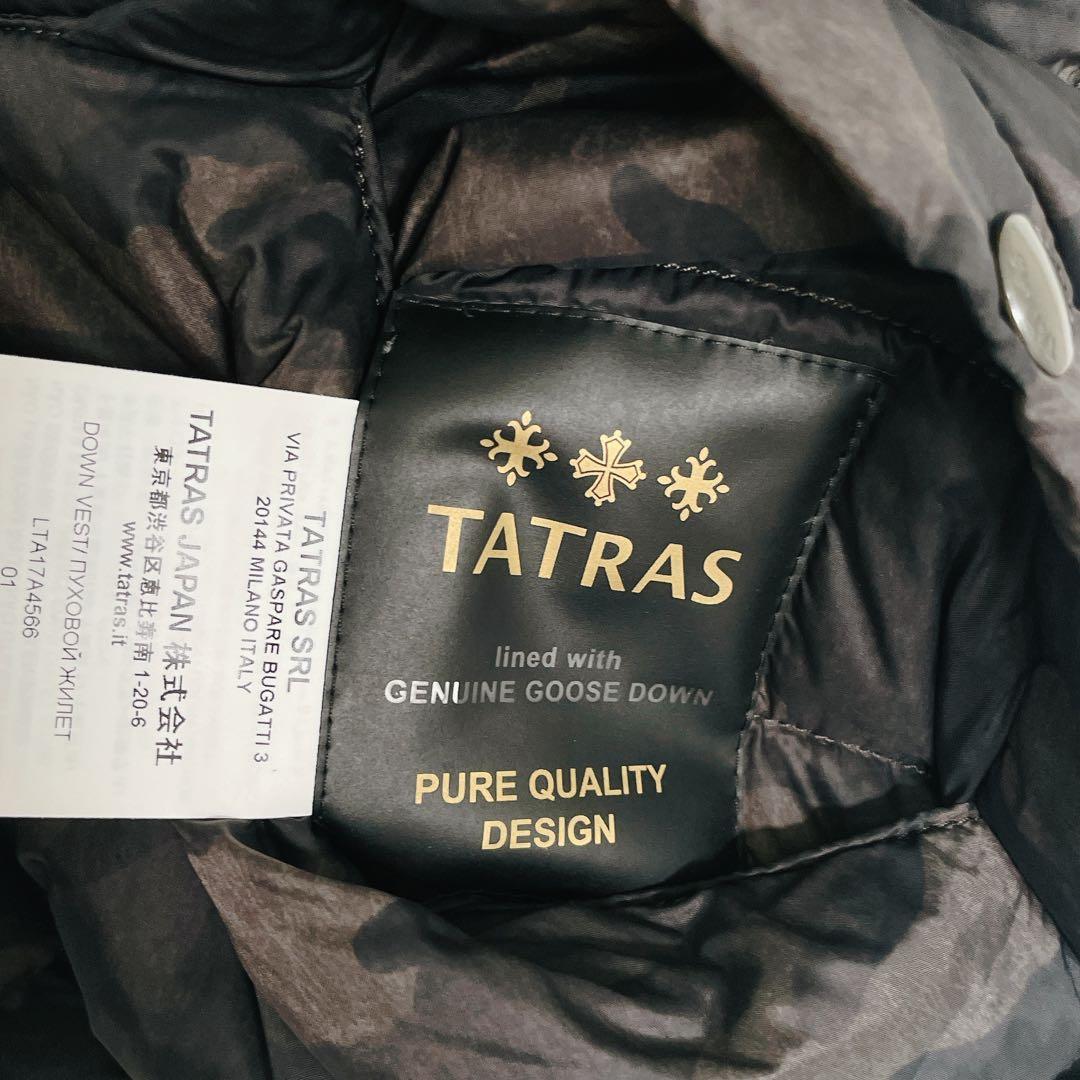 TATRAS
lined with
GENUINE GOOSE DOWN
PURE QUALITY
DESIGN
TATRAS SRL
VIA PRIVATA GASPARE BUGATTI 3
20144 MILANO ITALY
TATRAS JAPAN 株式会社
東京都渋谷区恵比寿南 1-20-6
www.tatras.it
DOWN VEST/ПУХОВОЙ ЖИЛЕТ
LTA17A4566
01